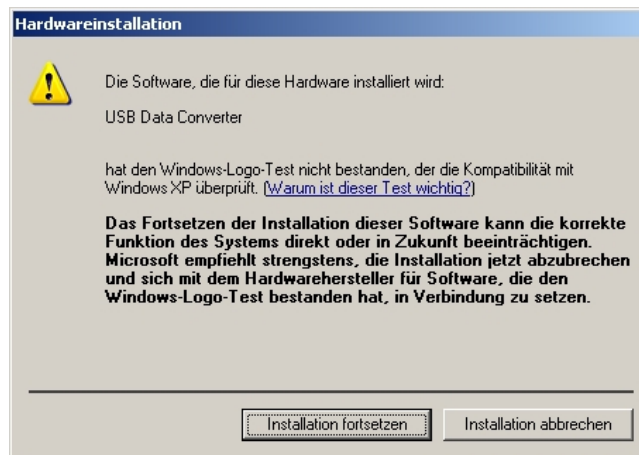 Hardwareinstallation
Die Software, die für diese Hardware installiert wird:
USB Data Converter
hat den Windows-Logo-Test nicht bestanden, der die Kompatibilität mit
Windows XP überprüft. (Warum ist dieser Test wichtig?)
Das Fortsetzen der Installation dieser Software kann die korrekte
Funktion des Systems direkt oder in Zukunft beeinträchtigen.
Microsoft empfiehlt strengstens, die Installation jetzt abzubrechen
und sich mit dem Hardwarehersteller für Software, die den
Windows-Logo-Test bestanden hat, in Verbindung zu setzen.
Installation fortsetzen
Installation abbrechen